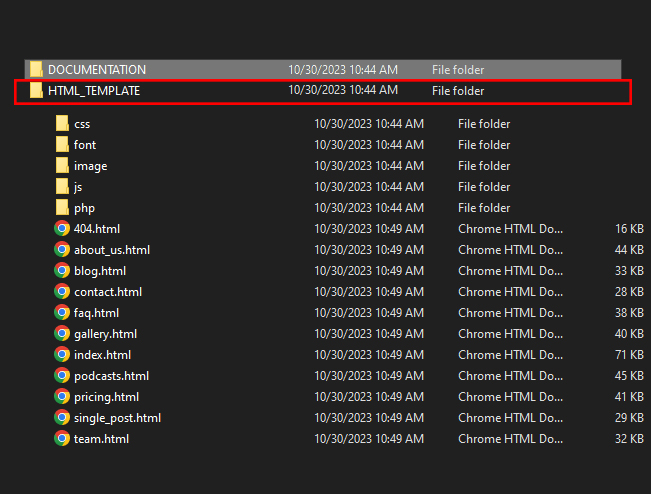 DOCUMENTATION 10/30/2023 10:44 AM File folder
HTML_TEMPLATE 10/30/2023 10:44 AM File folder
css 10/30/2023 10:44 AM File folder
font 10/30/2023 10:44 AM File folder
image 10/30/2023 10:44 AM File folder
js 10/30/2023 10:44 AM File folder
php 10/30/2023 10:44 AM File folder
404.html 10/30/2023 10:49 AM Chrome HTML Do... 16 KB
about_us.html 10/30/2023 10:49 AM Chrome HTML Do... 44 KB
blog.html 10/30/2023 10:49 AM Chrome HTML Do... 33 KB
contact.html 10/30/2023 10:49 AM Chrome HTML Do... 28 KB
faq.html 10/30/2023 10:49 AM Chrome HTML Do... 38 KB
gallery.html 10/30/2023 10:49 AM Chrome HTML Do... 40 KB
index.html 10/30/2023 10:49 AM Chrome HTML Do... 71 KB
podcasts.html 10/30/2023 10:49 AM Chrome HTML Do... 45 KB
pricing.html 10/30/2023 10:49 AM Chrome HTML Do... 41 KB
single_post.html 10/30/2023 10:49 AM Chrome HTML Do... 29 KB
team.html 10/30/2023 10:49 AM Chrome HTML Do... 32 KB